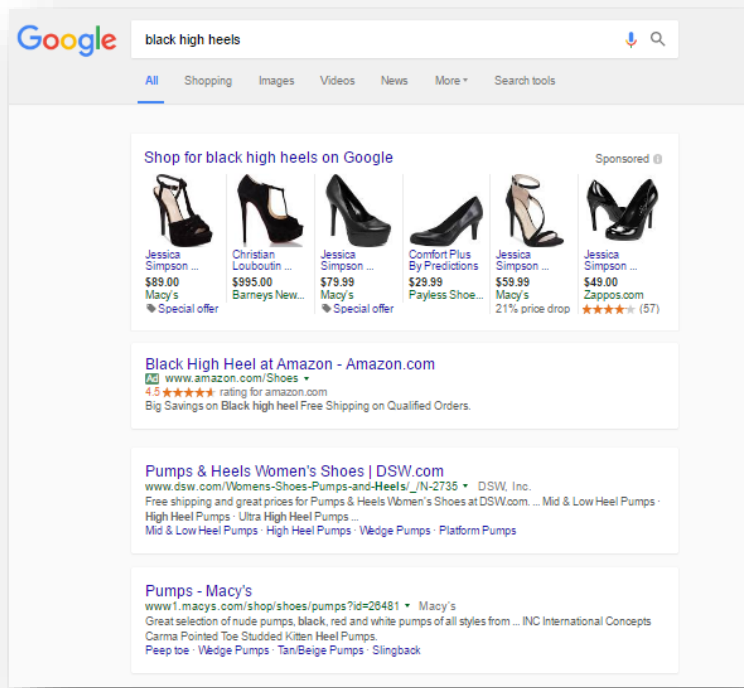 Google
black high heels
All Shopping Images Videos News More Search tools
Shop for black high heels on Google Sponsored
Jessica Simpson ...
$89.00
Macy's
Special offer
Christian Louboutin ...
$995.00
Barneys New...
Jessica Simpson ...
$79.99
Macy's
Special offer
Comfort Plus By Predictions
$29.99
Payless Shoe...
Jessica Simpson ...
$59.99
Macy's
21% price drop
Jessica Simpson ...
$49.00
Zappos.com
(57)
Black High Heel at Amazon - Amazon.com
Ad www.amazon.com/Shoes
4.5 rating for amazon.com
Big Savings on Black high heel Free Shipping on Qualified Orders.
Pumps & Heels Women's Shoes | DSW.com
www.dsw.com/Womens-Shoes-Pumps-and-Heels/_/N-2735 DSW, Inc.
Free shipping and great prices for Pumps & Heels Women's Shoes at DSW.com. ... Mid & Low Heel Pumps ·
High Heel Pumps · Ultra High Heel Pumps ...
Mid & Low Heel Pumps · High Heel Pumps · Wedge Pumps · Platform Pumps
Pumps - Macy's
www1.macys.com/shop/shoes/pumps?id=26481 Macy's
Great selection of nude pumps, black, red and white pumps of all styles from ... INC International Concepts
Carma Pointed Toe Studded Kitten Heel Pumps.
Peep toe · Wedge Pumps · Tan/Beige Pumps · Slingback